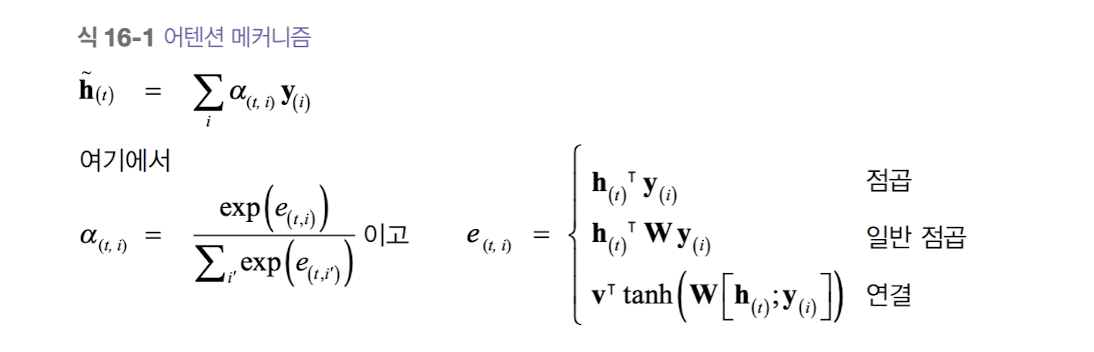 식 16-1 어텐션 메커니즘
h̃(t) = ∑i α(t, i) y(i)
여기에서
α(t, i) = exp(e(t,i)) / ∑i′ exp(e(t,i′)) 이고 e(t, i) = {
h(t)ᵀ y(i) 점곱
h(t)ᵀ W y(i) 일반 점곱
vᵀ tanh(W[h(t);y(i)]) 연결